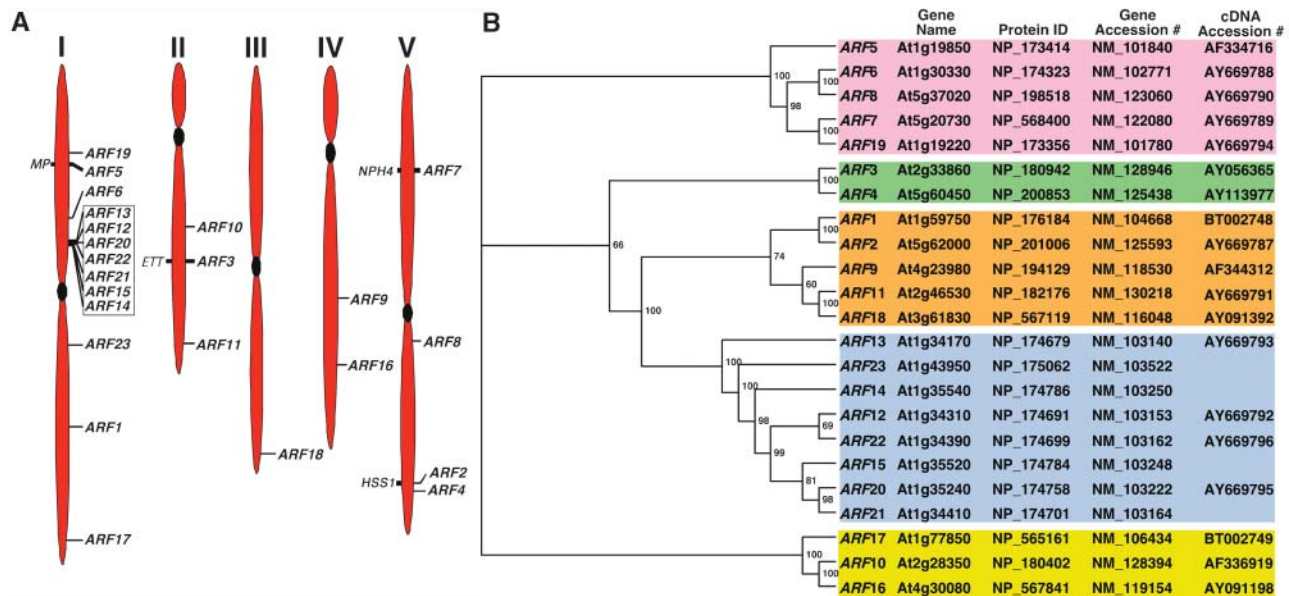 A
I II III IV V
MP
ARF19
ARF5
ARF6
ARF13
ARF12
ARF20
ARF22
ARF21
ARF15
ARF14
ARF23
ARF1
ARF17
ARF10
ETT
ARF3
ARF11
ARF18
ARF9
ARF16
NPH4
ARF7
ARF8
HSS1
ARF2
ARF4
B
Gene Name Protein ID Gene Accession # cDNA Accession #
ARF5 At1g19850 NP_173414 NM_101840 AF334716
ARF6 At1g30330 NP_174323 NM_102771 AY669788
ARF8 At5g37020 NP_198518 NM_123060 AY669790
ARF7 At5g20730 NP_568400 NM_122080 AY669789
ARF19 At1g19220 NP_173356 NM_101780 AY669794
ARF3 At2g33860 NP_180942 NM_128946 AY056365
ARF4 At5g60450 NP_200853 NM_125438 AY113977
ARF1 At1g59750 NP_176184 NM_104668 BT002748
ARF2 At5g62000 NP_201006 NM_125593 AY669787
ARF9 At4g23980 NP_194129 NM_118530 AF344312
ARF11 At2g46530 NP_182176 NM_130218 AY669791
ARF18 At3g61830 NP_567119 NM_116048 AY091392
ARF13 At1g34170 NP_174679 NM_103140 AY669793
ARF23 At1g43950 NP_175062 NM_103522
ARF14 At1g35540 NP_174786 NM_103250
ARF12 At1g34310 NP_174691 NM_103153 AY669792
ARF22 At1g34390 NP_174699 NM_103162 AY669796
ARF15 At1g35520 NP_174784 NM_103248
ARF20 At1g35240 NP_174758 NM_103222 AY669795
ARF21 At1g34410 NP_174701 NM_103164
ARF17 At1g77850 NP_565161 NM_106434 BT002749
ARF10 At2g28350 NP_180402 NM_128394 AF336919
ARF16 At4g30080 NP_567841 NM_119154 AY091198
100
100
98
100
100
66
100
74
60
100
100
100
100
98
69
99
81
98
100
100